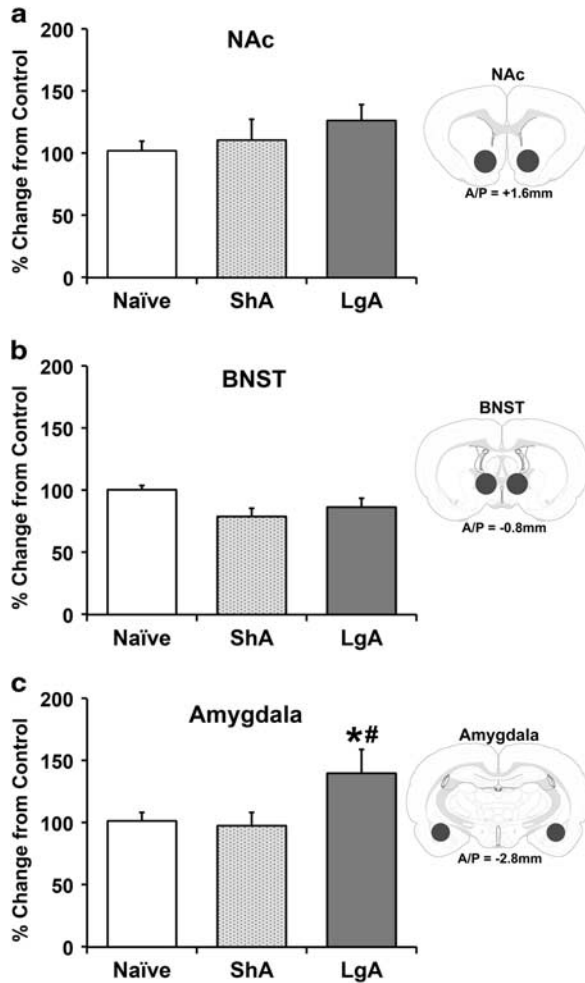 a
NAc
% Change from Control
200
150
100
50
0
Naïve ShA LgA
NAc
A/P = +1.6mm
b
BNST
% Change from Control
200
150
100
50
0
Naïve ShA LgA
BNST
A/P = -0.8mm
c
Amygdala
% Change from Control
200
150
100
50
0
*#
Naïve ShA LgA
Amygdala
A/P = -2.8mm